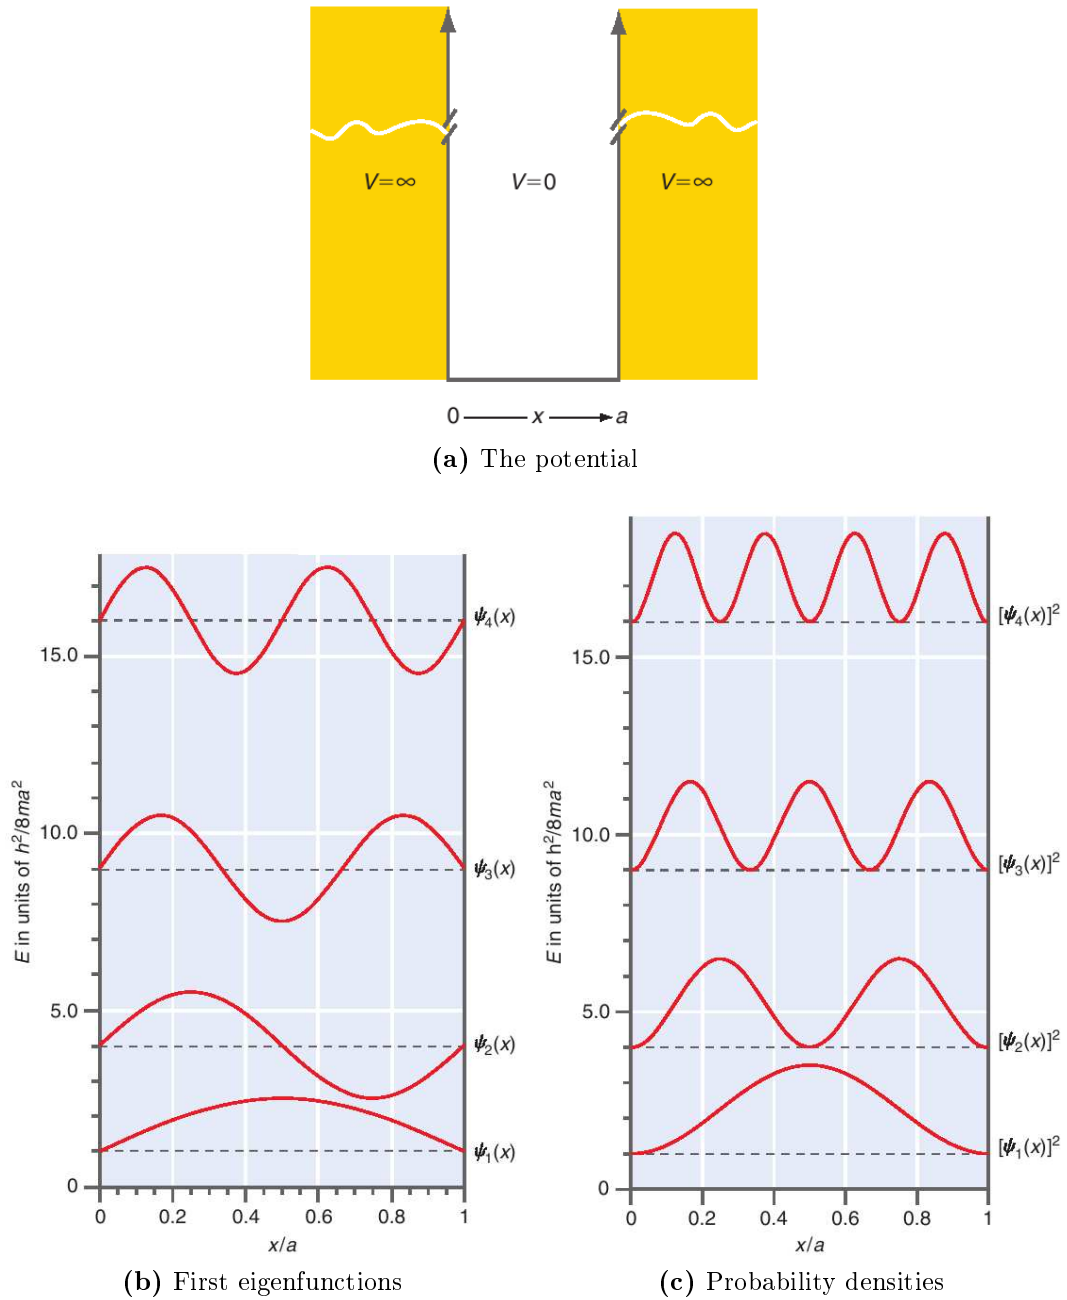 V=∞ V=0 V=∞
0 x a
(a) The potential
E in units of h²/8ma²
15.0
10.0
5.0
0
ψ₄(x)
ψ₃(x)
ψ₂(x)
ψ₁(x)
0 0.2 0.4 0.6 0.8 1
x/a
(b) First eigenfunctions
E in units of h²/8ma²
15.0
10.0
5.0
0
[ψ₄(x)]²
[ψ₃(x)]²
[ψ₂(x)]²
[ψ₁(x)]²
0 0.2 0.4 0.6 0.8 1
x/a
(c) Probability densities